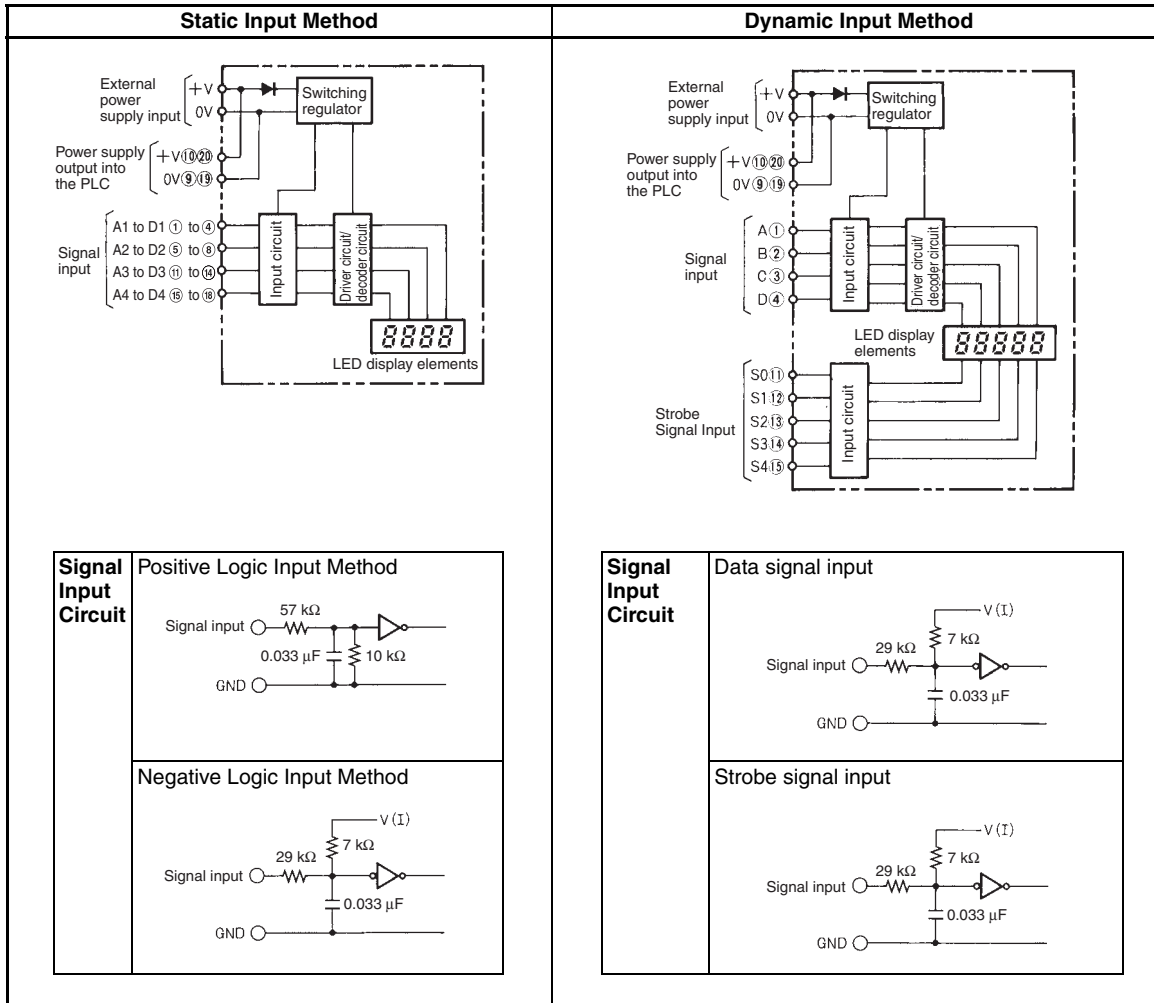 Static Input Method
External
power
supply input
+V
0V
Switching
regulator
Power supply
output into
the PLC
+V⑩⑳
0V⑨⑲
Signal
input
A1 to D1 ① to ④
A2 to D2 ⑤ to ⑧
A3 to D3 ⑪ to ⑭
A4 to D4 ⑮ to ⑱
Input circuit
Driver circuit/
decoder circuit
8888
LED display elements
Signal
Input
Circuit
Positive Logic Input Method
57 kΩ
Signal input
0.033 μF
10 kΩ
GND
Negative Logic Input Method
V (I)
7 kΩ
29 kΩ
Signal input
0.033 μF
GND
Dynamic Input Method
External
power
supply input
+V
0V
Switching
regulator
Power supply
output into
the PLC
+V⑩⑳
0V⑨⑲
Signal
input
A①
B②
C③
D④
Input circuit
Driver circuit/
decoder circuit
LED display
elements
88888
Strobe
Signal Input
S0⑪
S1⑫
S2⑬
S3⑭
S4⑮
Input circuit
Signal
Input
Circuit
Data signal input
V (I)
7 kΩ
29 kΩ
Signal input
0.033 μF
GND
Strobe signal input
V (I)
7 kΩ
29 kΩ
Signal input
0.033 μF
GND